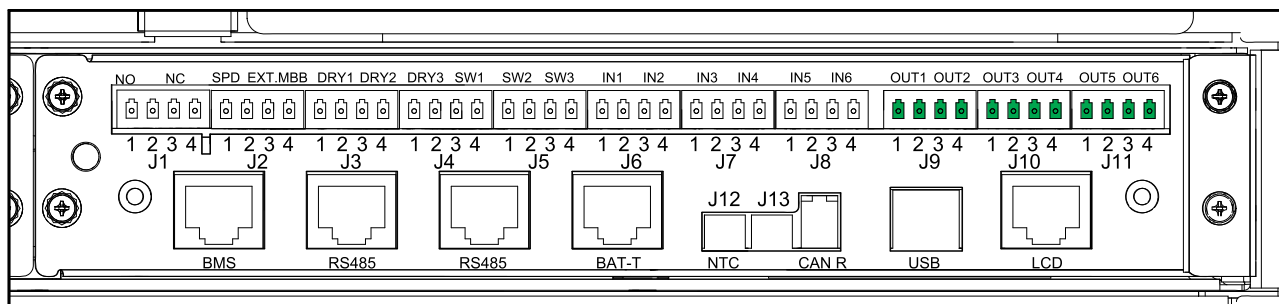 NO NC SPD EXT.MBB DRY1 DRY2 DRY3 SW1 SW2 SW3 IN1 IN2 IN3 IN4 IN5 IN6 OUT1 OUT2 OUT3 OUT4 OUT5 OUT6
1 2 3 4 1 2 3 4 1 2 3 4 1 2 3 4 1 2 3 4 1 2 3 4 1 2 3 4 1 2 3 4 1 2 3 4 1 2 3 4 1 2 3 4
J1 J2 J3 J4 J5 J6 J7 J8 J9 J10 J11
J12 J13
BMS RS485 RS485 BAT-T NTC CAN R USB LCD